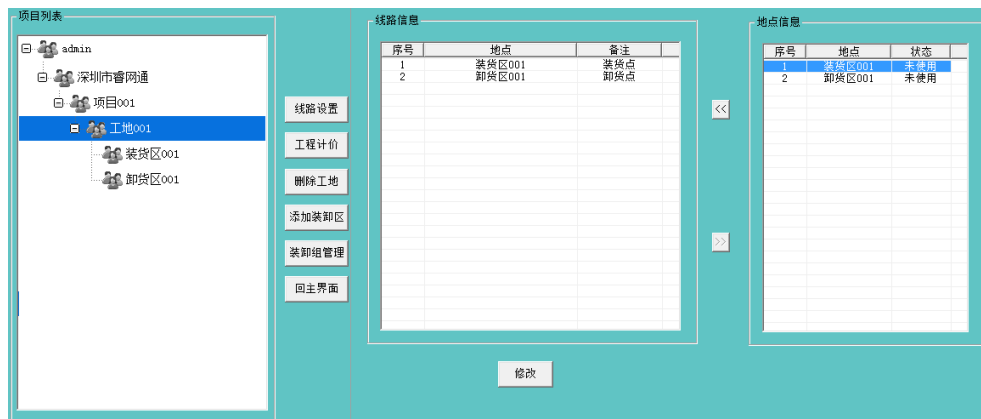 项目列表
admin
深圳市睿网通
项目001
工地001
装货区001
卸货区001
线路设置
工程计价
删除工地
添加装卸区
装卸组管理
回主界面
线路信息
序号 地点 备注
1 装货区001 装货点
2 卸货区001 卸货点
修改
<<
>>
地点信息
序号 地点 状态
1 装货区001 未使用
2 卸货区001 未使用